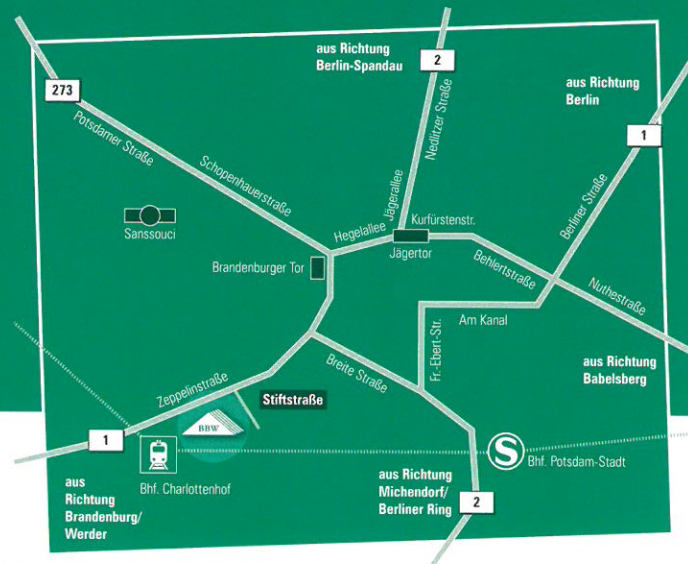 aus Richtung
Berlin-Spandau
2
aus Richtung
Berlin
273
1
Potsdamer Straße
Schopenhauerstraße
Nedlitzer Straße
Jägerallee
Berliner Straße
Sanssouci
Hegelallee
Kurfürstenstr.
Jägertor
Brandenburger Tor
Behlertstraße
Nuthestraße
Am Kanal
Fr.-Ebert-Str.
Breite Straße
aus Richtung
Babelsberg
Zeppelinstraße
Stiftstraße
BBW
1
S
Bhf. Potsdam-Stadt
Bhf. Charlottenhof
aus
Richtung
Brandenburg/
Werder
aus Richtung
Michendorf/
Berliner Ring
2